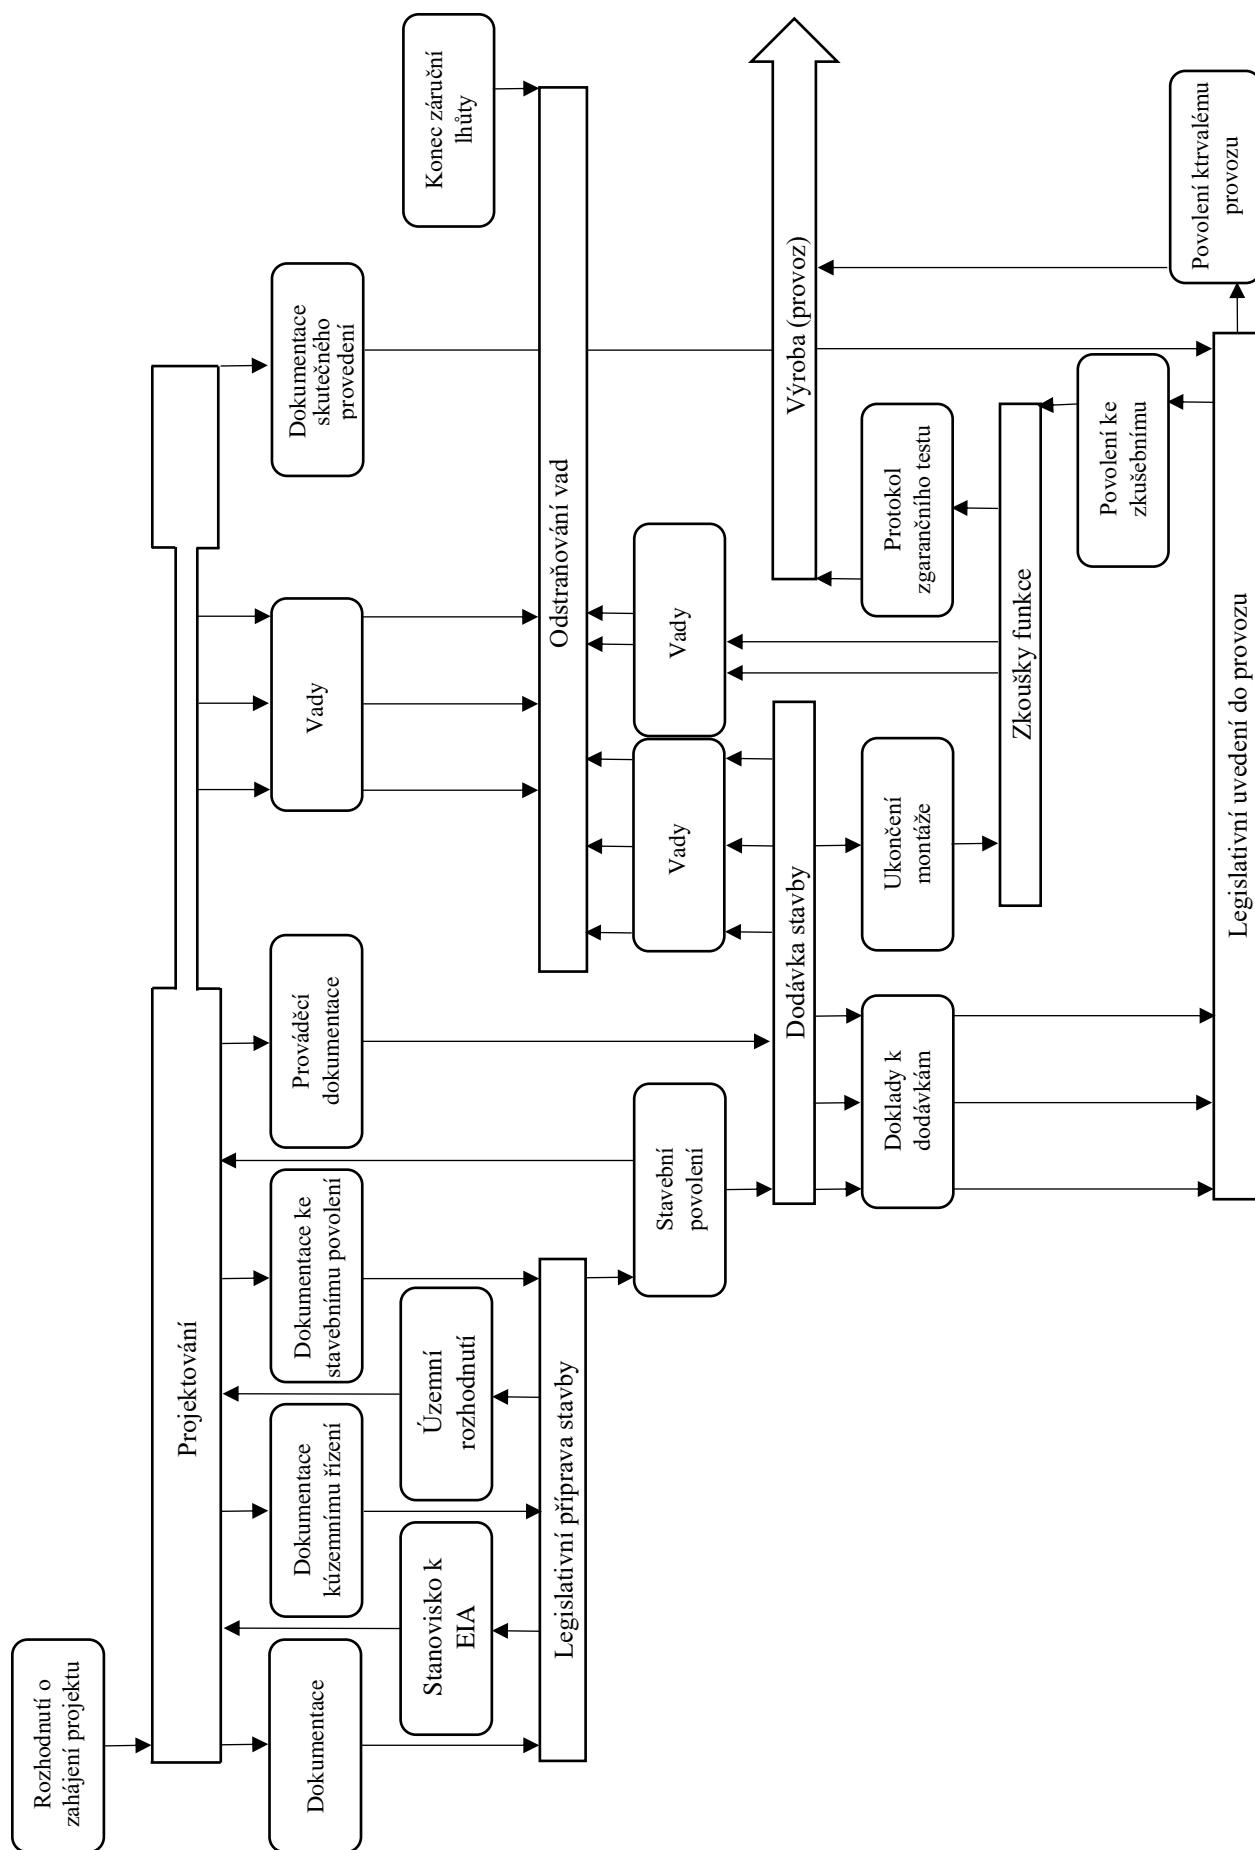 Rozhodnutí o
zahájení projektu
Projektování
Dokumentace
Stanovisko k
EIA
Dokumentace
kúzemnímu řízení
Územní
rozhodnutí
Dokumentace ke
stavebnímu povolení
Prováděcí
dokumentace
Vady
Dokumentace
skutečného
provedení
Konec záruční
lhůty
Legislativní příprava stavby
Odstraňování vad
Stavební
povolení
Vady
Vady
Dodávka stavby
Výroba (provoz)
Doklady k
dodávkám
Ukončení
montáže
Protokol
zgarančního testu
Zkoušky funkce
Povolení ke
zkušebnímu
Legislativní uvedení do provozu
Povolení ktrvalému
provozu